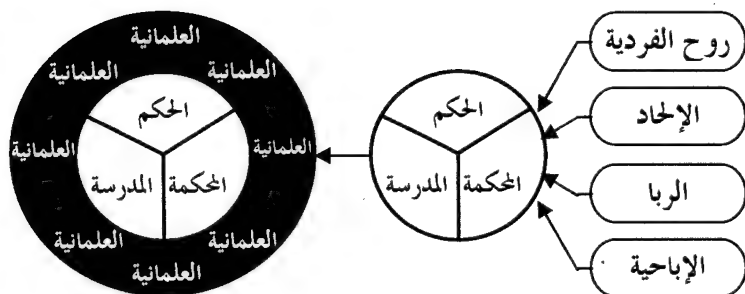 روح الفردية
الإلحاد
الربا
الإباحية
الحكم
المحكمة
المدرسة
العلمانية
العلمانية
العلمانية
العلمانية
العلمانية
العلمانية
العلمانية
العلمانية
الحكم
المحكمة
المدرسة